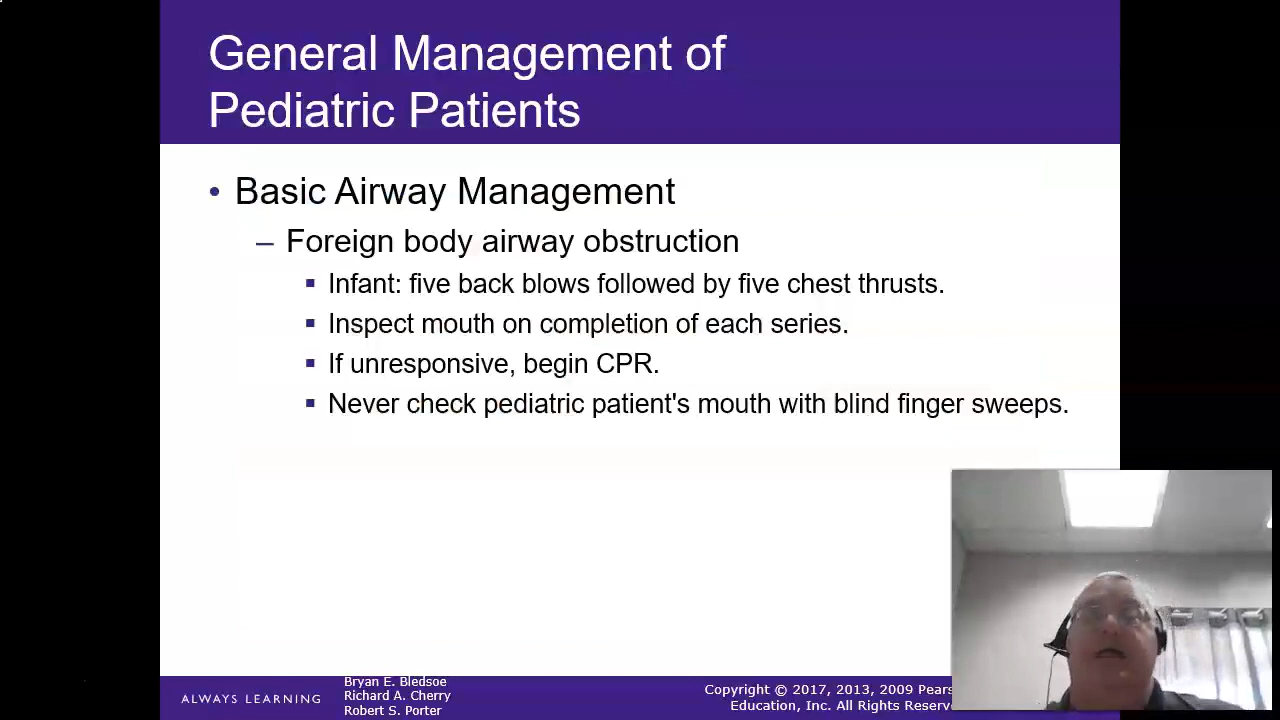 General Management of
Pediatric Patients
• Basic Airway Management
– Foreign body airway obstruction
▪ Infant: five back blows followed by five chest thrusts.
▪ Inspect mouth on completion of each series.
▪ If unresponsive, begin CPR.
▪ Never check pediatric patient's mouth with blind finger sweeps.
ALWAYS LEARNING
Bryan E. Bledsoe
Richard A. Cherry
Robert S. Porter
Copyright © 2017, 2013, 2009
Education, Inc. All Rights